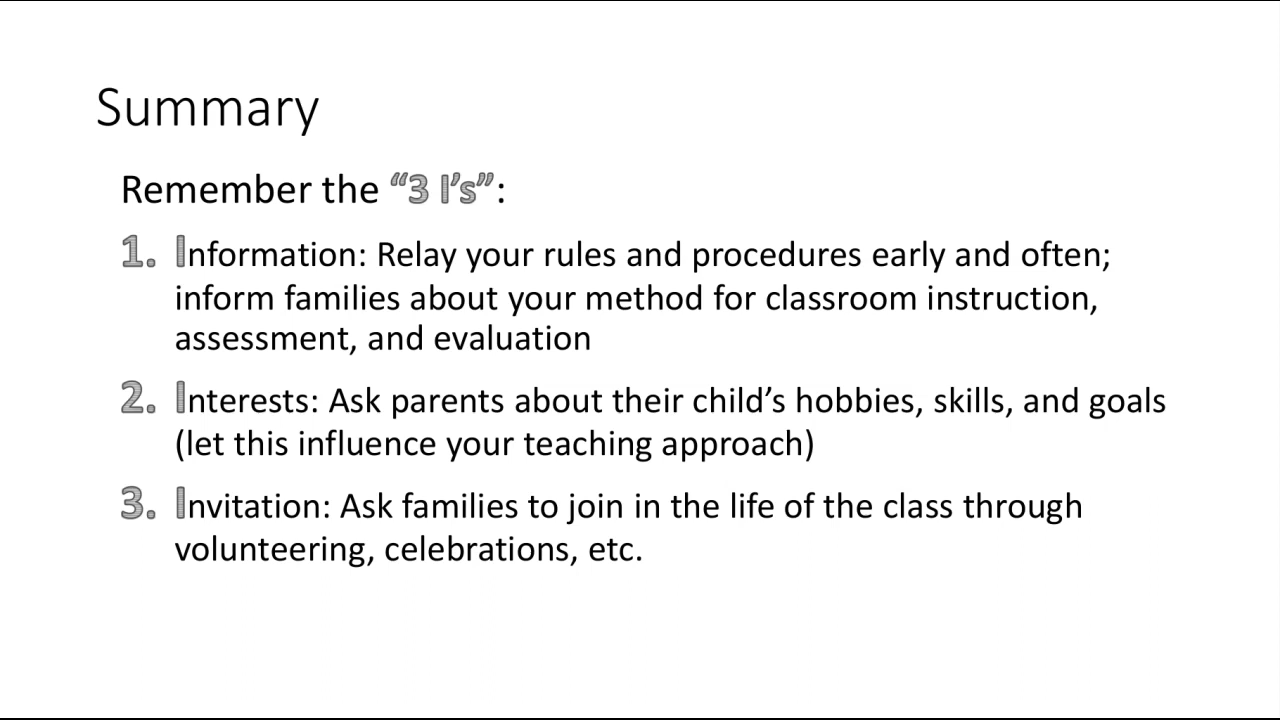 Summary
Remember the “3 I’s”:
1. Information: Relay your rules and procedures early and often;
inform families about your method for classroom instruction,
assessment, and evaluation
2. Interests: Ask parents about their child’s hobbies, skills, and goals
(let this influence your teaching approach)
3. Invitation: Ask families to join in the life of the class through
volunteering, celebrations, etc.